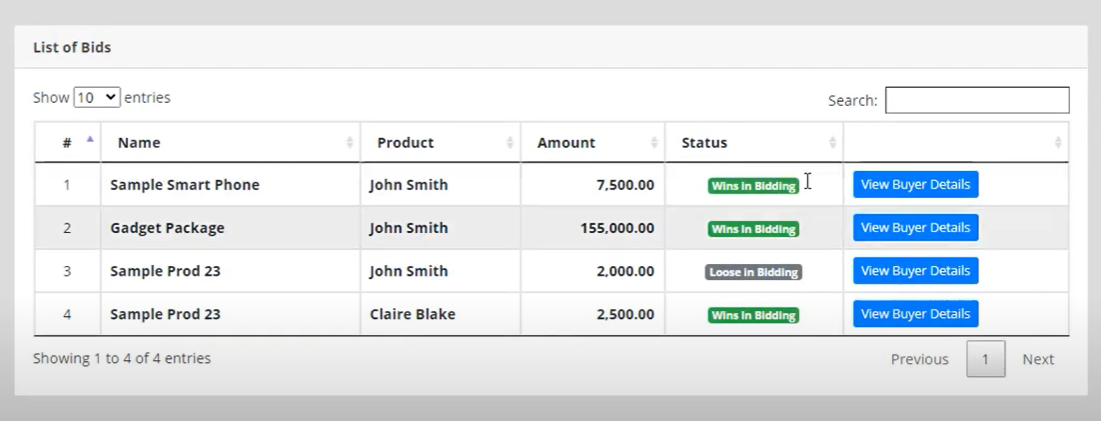 List of Bids
Show 10 entries
Search:
# Name Product Amount Status
1 Sample Smart Phone John Smith 7,500.00 Wins in Bidding View Buyer Details
2 Gadget Package John Smith 155,000.00 Wins in Bidding View Buyer Details
3 Sample Prod 23 John Smith 2,000.00 Loose in Bidding View Buyer Details
4 Sample Prod 23 Claire Blake 2,500.00 Wins in Bidding View Buyer Details
Showing 1 to 4 of 4 entries
Previous 1 Next